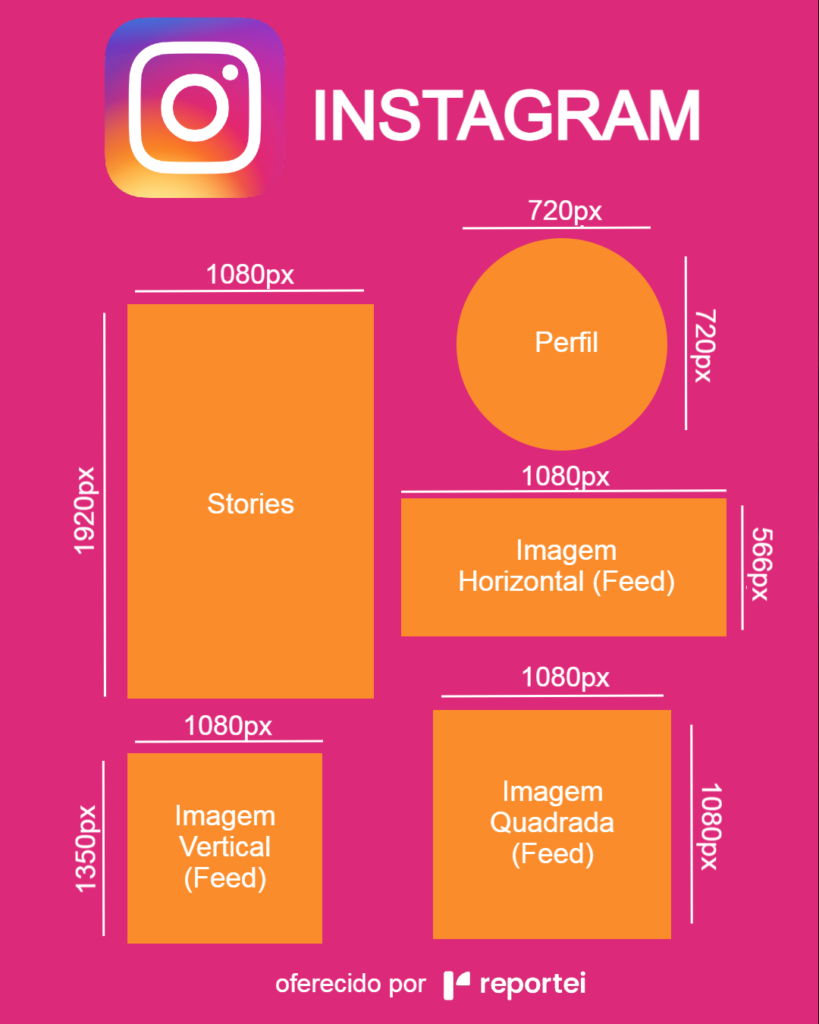 INSTAGRAM
720px
720px
Perfil
1080px
1920px
Stories
1080px
566px
Imagem
Horizontal (Feed)
1080px
1350px
Imagem
Vertical
(Feed)
1080px
1080px
Imagem
Quadrada
(Feed)
oferecido por reportei